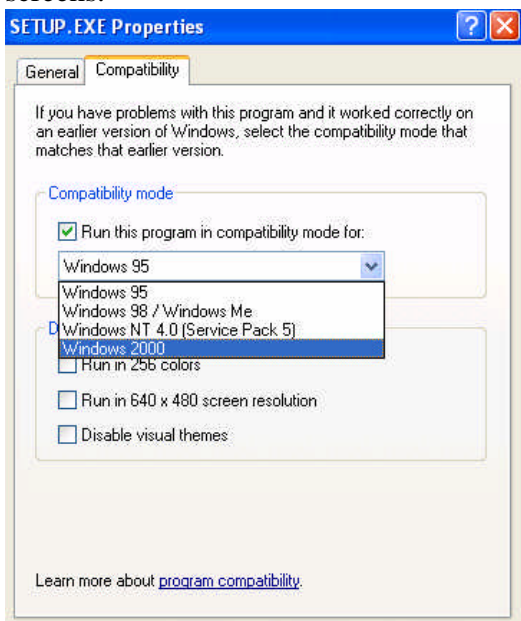 screens.
SETUP.EXE Properties
General Compatibility
If you have problems with this program and it worked correctly on
an earlier version of Windows, select the compatibility mode that
matches that earlier version.
Compatibility mode
Run this program in compatibility mode for:
Windows 95
Windows 95
Windows 98 / Windows Me
Windows NT 4.0 (Service Pack 5)
Windows 2000
Run in 256 colors
Run in 640 x 480 screen resolution
Disable visual themes
Learn more about program compatibility.